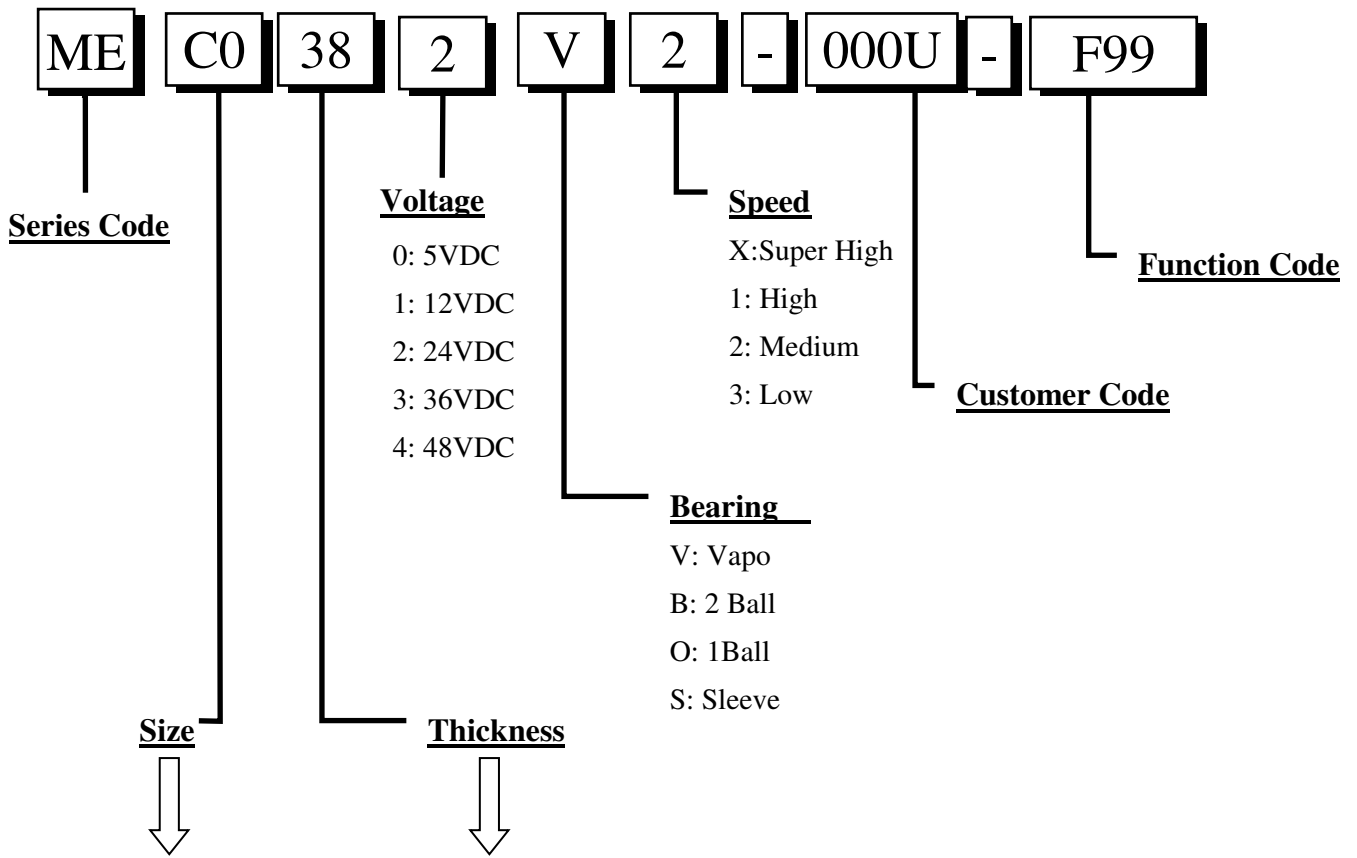 ME C0 38 2 V 2 - 000U - F99
Series Code
Voltage
0: 5VDC
1: 12VDC
2: 24VDC
3: 36VDC
4: 48VDC
Speed
X:Super High
1: High
2: Medium
3: Low
Function Code
Customer Code
Bearing
V: Vapo
B: 2 Ball
O: 1Ball
S: Sleeve
Size
Thickness